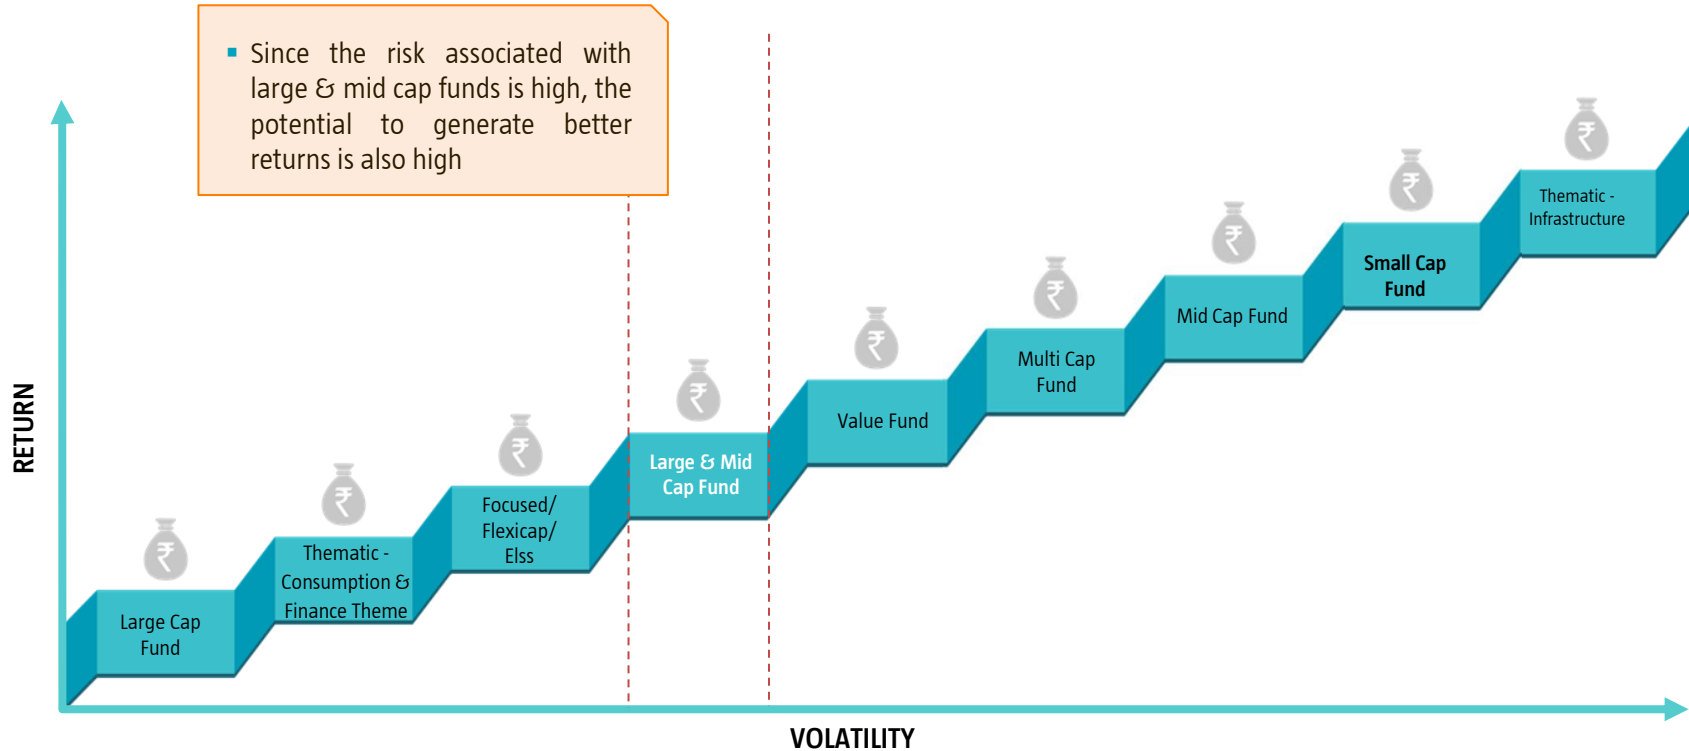 Since the risk associated with
large & mid cap funds is high, the
potential to generate better
returns is also high
RETURN
₹
Large Cap
Fund
₹
Thematic -
Consumption &
Finance Theme
₹
Focused/
Flexicap/
Elss
₹
Large & Mid
Cap Fund
₹
Value Fund
₹
Multi Cap
Fund
₹
Mid Cap Fund
₹
Small Cap
Fund
₹
Thematic -
Infrastructure
VOLATILITY